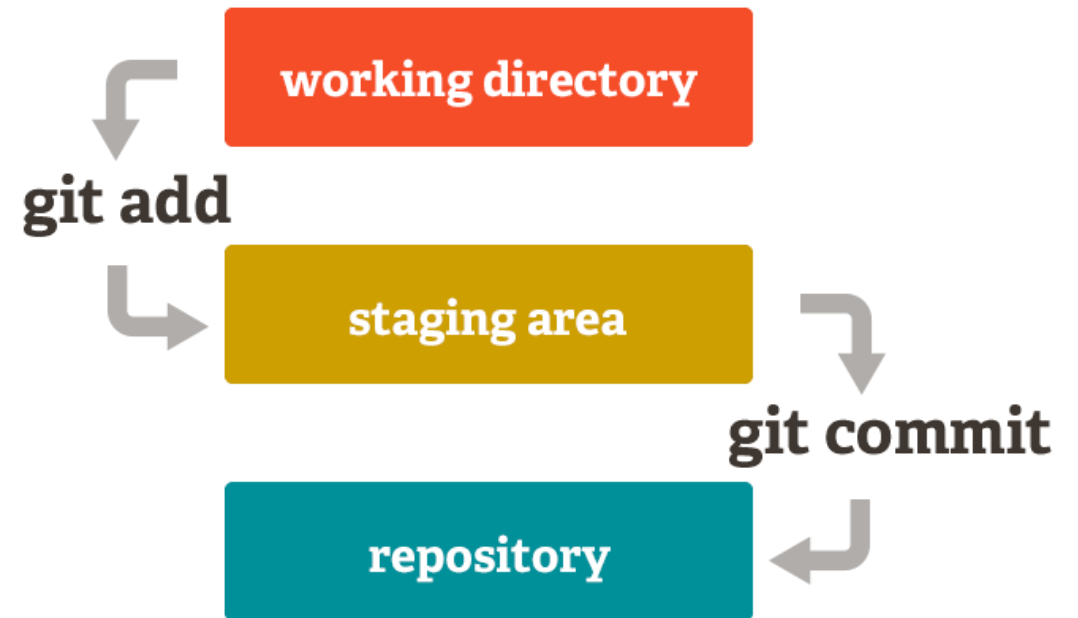 working directory
git add
staging area
git commit
repository